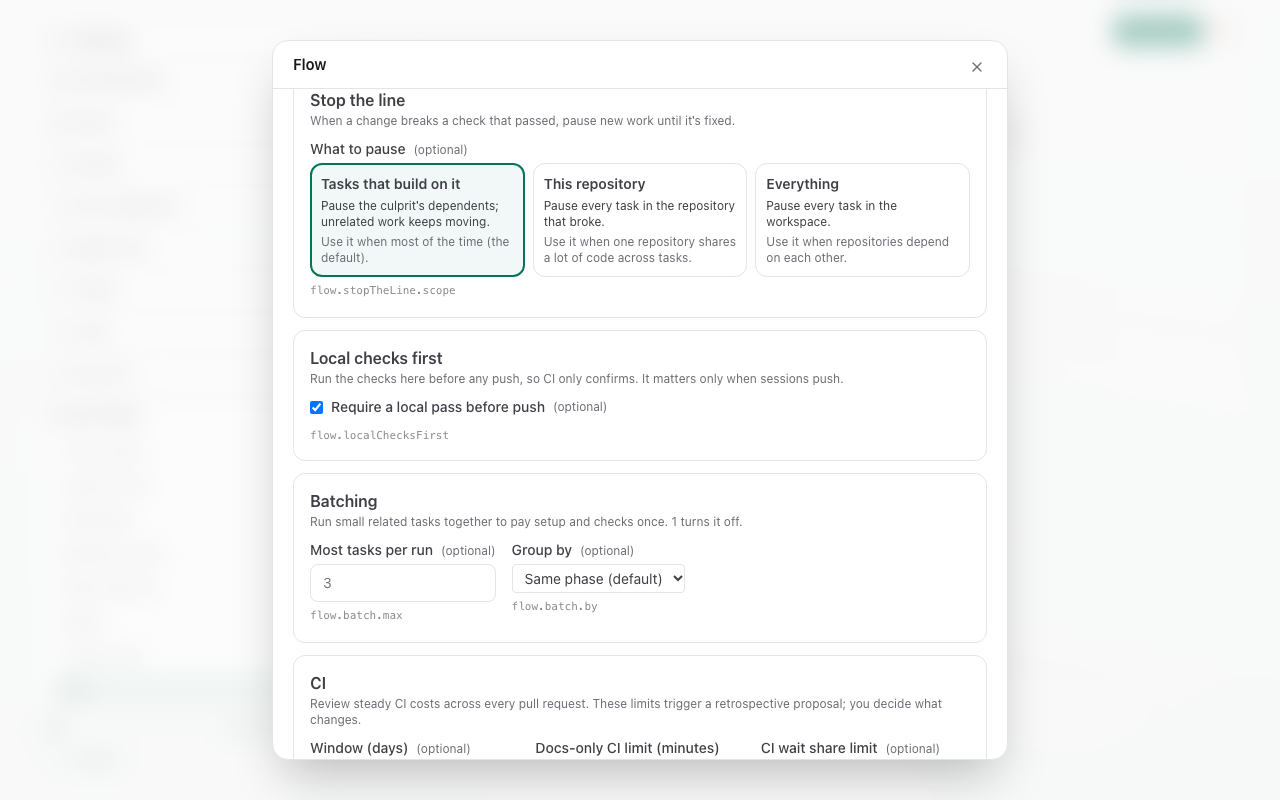 Flow
×
Stop the line
When a change breaks a check that passed, pause new work until it's fixed.
What to pause (optional)
Tasks that build on it
Pause the culprit's dependents;
unrelated work keeps moving.
Use it when most of the time (the
default).
This repository
Pause every task in the repository
that broke.
Use it when one repository shares
a lot of code across tasks.
Everything
Pause every task in the
workspace.
Use it when repositories depend
on each other.
flow.stopTheLine.scope
Local checks first
Run the checks here before any push, so CI only confirms. It matters only when sessions push.
Require a local pass before push (optional)
flow.localChecksFirst
Batching
Run small related tasks together to pay setup and checks once. 1 turns it off.
Most tasks per run (optional)
3
flow.batch.max
Group by (optional)
Same phase (default)
flow.batch.by
CI
Review steady CI costs across every pull request. These limits trigger a retrospective proposal; you decide what
changes.
Window (days) (optional)
Docs-only CI limit (minutes)
CI wait share limit (optional)